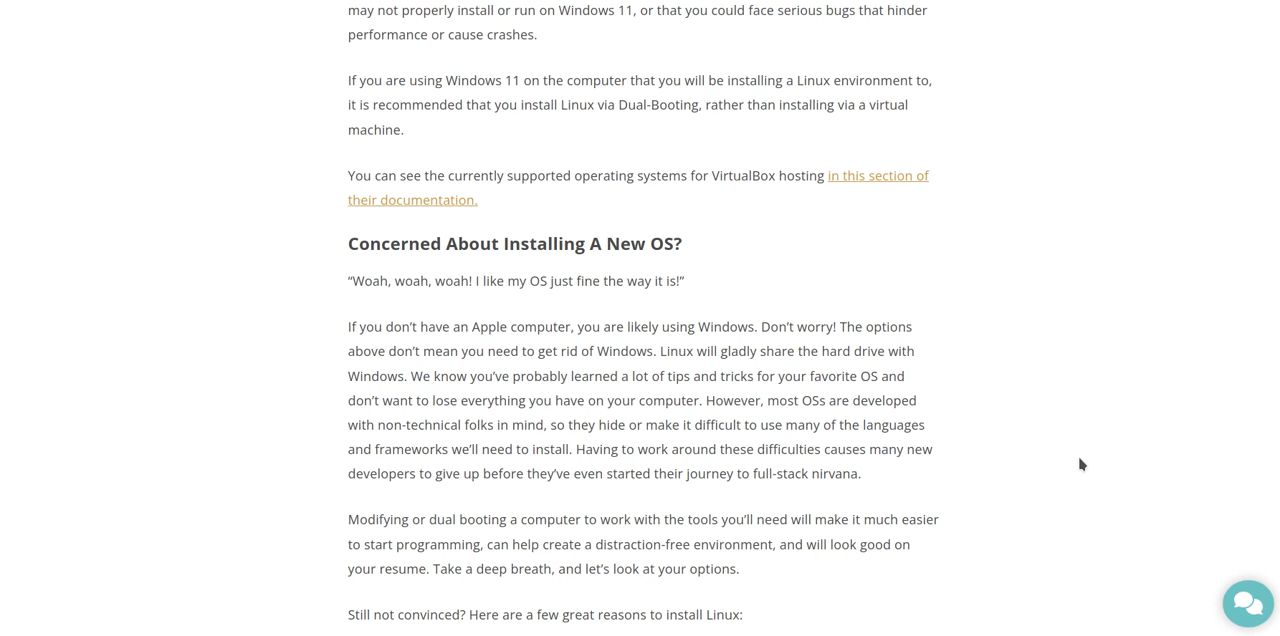 may not properly install or run on Windows 11, or that you could face serious bugs that hinder
performance or cause crashes.
If you are using Windows 11 on the computer that you will be installing a Linux environment to,
it is recommended that you install Linux via Dual-Booting, rather than installing via a virtual
machine.
You can see the currently supported operating systems for VirtualBox hosting in this section of
their documentation.
Concerned About Installing A New OS?
“Woah, woah, woah! I like my OS just fine the way it is!”
If you don’t have an Apple computer, you are likely using Windows. Don’t worry! The options
above don’t mean you need to get rid of Windows. Linux will gladly share the hard drive with
Windows. We know you’ve probably learned a lot of tips and tricks for your favorite OS and
don’t want to lose everything you have on your computer. However, most OSs are developed
with non-technical folks in mind, so they hide or make it difficult to use many of the languages
and frameworks we’ll need to install. Having to work around these difficulties causes many new
developers to give up before they’ve even started their journey to full-stack nirvana.
Modifying or dual booting a computer to work with the tools you’ll need will make it much easier
to start programming, can help create a distraction-free environment, and will look good on
your resume. Take a deep breath, and let’s look at your options.
Still not convinced? Here are a few great reasons to install Linux: